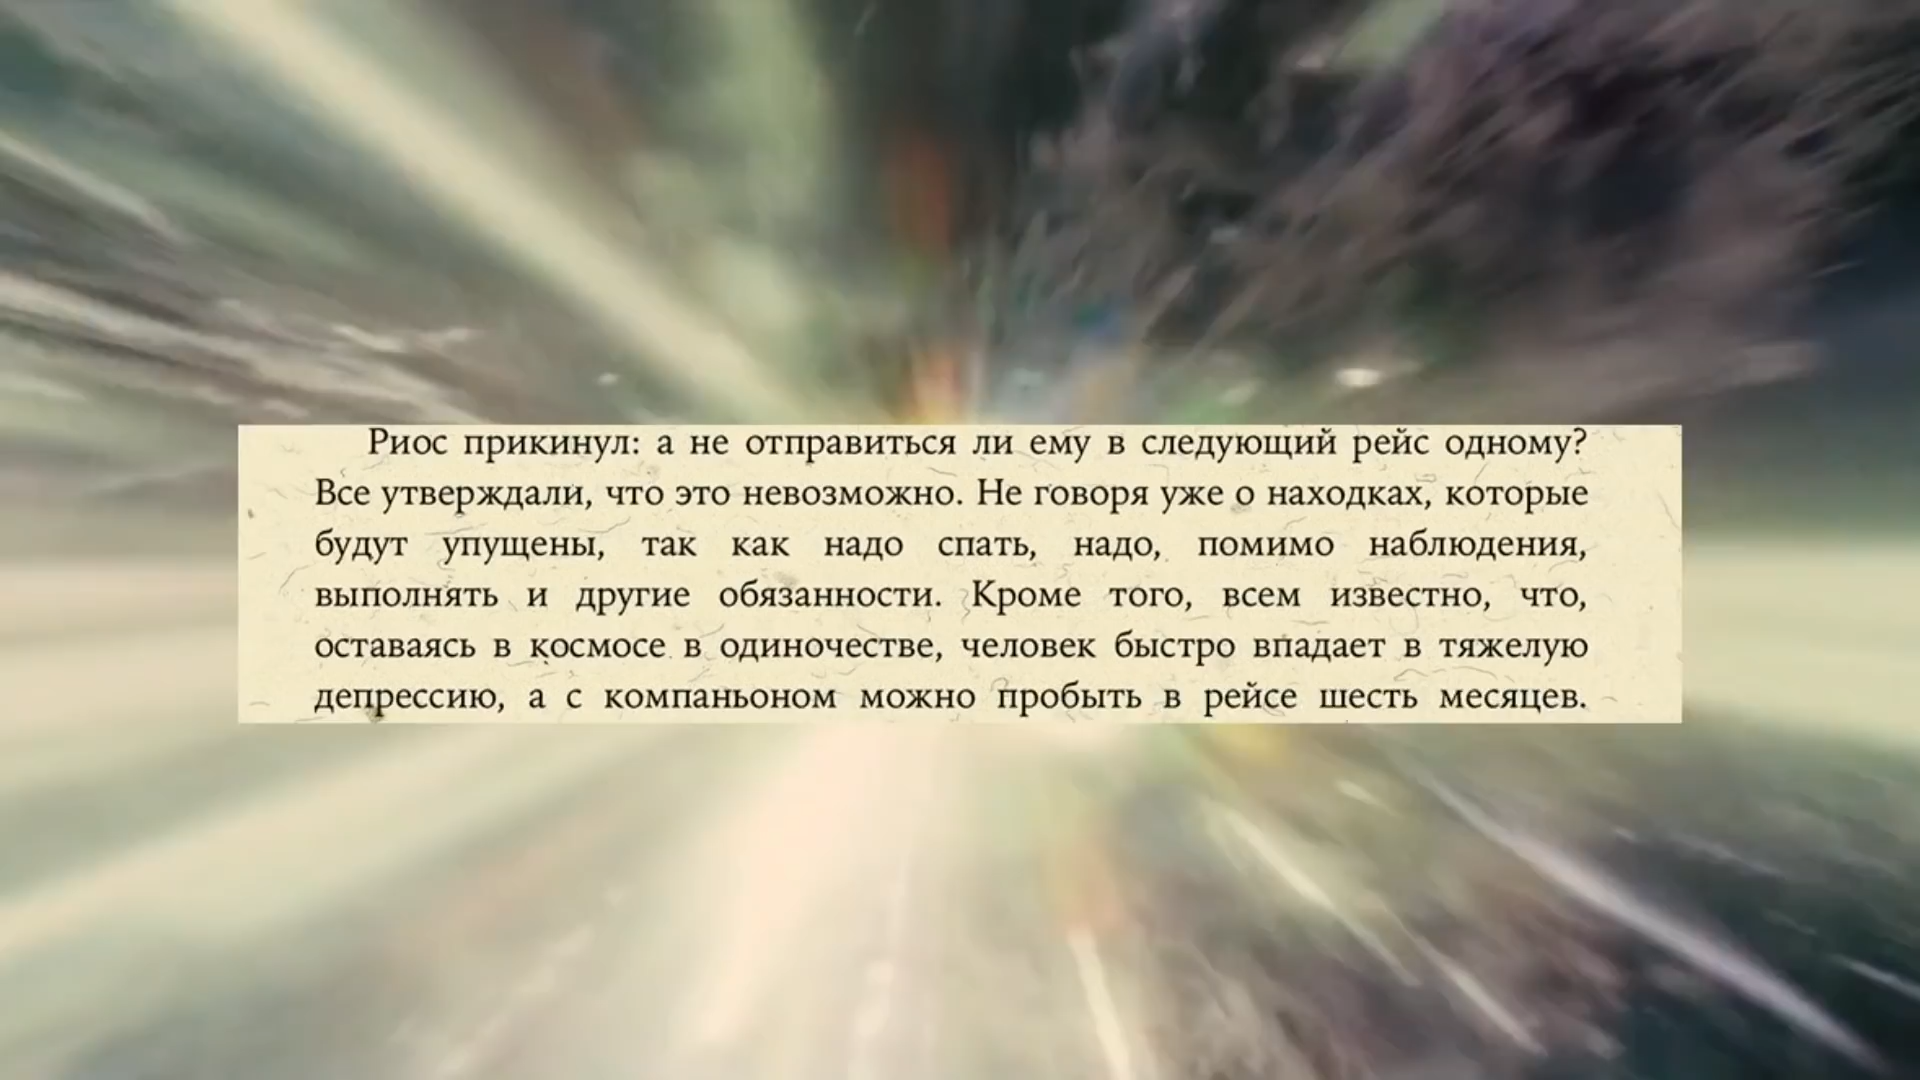 Риос прикинул: а не отправиться ли ему в следующий рейс одному?
Все утверждали, что это невозможно. Не говоря уже о находках, которые
будут упущены, так как надо спать, надо, помимо наблюдения,
выполнять и другие обязанности. Кроме того, всем известно, что,
оставаясь в космосе в одиночестве, человек быстро впадает в тяжелую
депрессию, а с компаньоном можно пробыть в рейсе шесть месяцев.